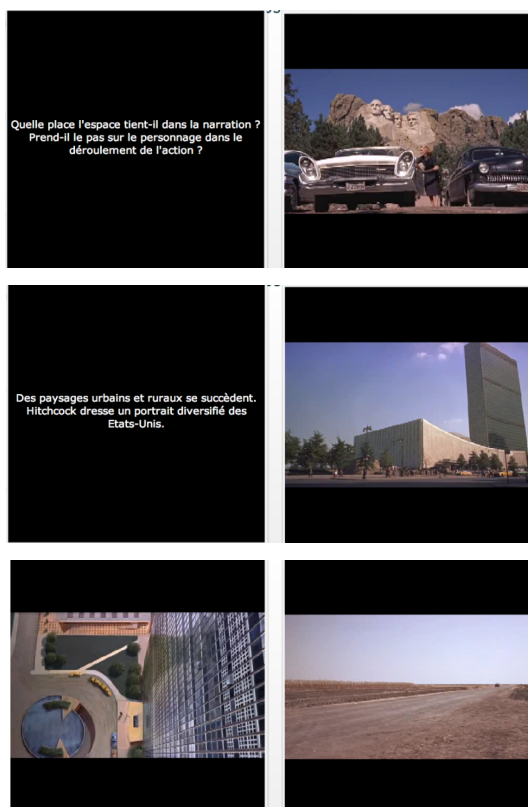 Quelle place l'espace tient-il dans la narration ?
Prend-il le pas sur le personnage dans le
déroulement de l'action ?
Des paysages urbains et ruraux se succèdent.
Hitchcock dresse un portrait diversifié des
Etats-Unis.